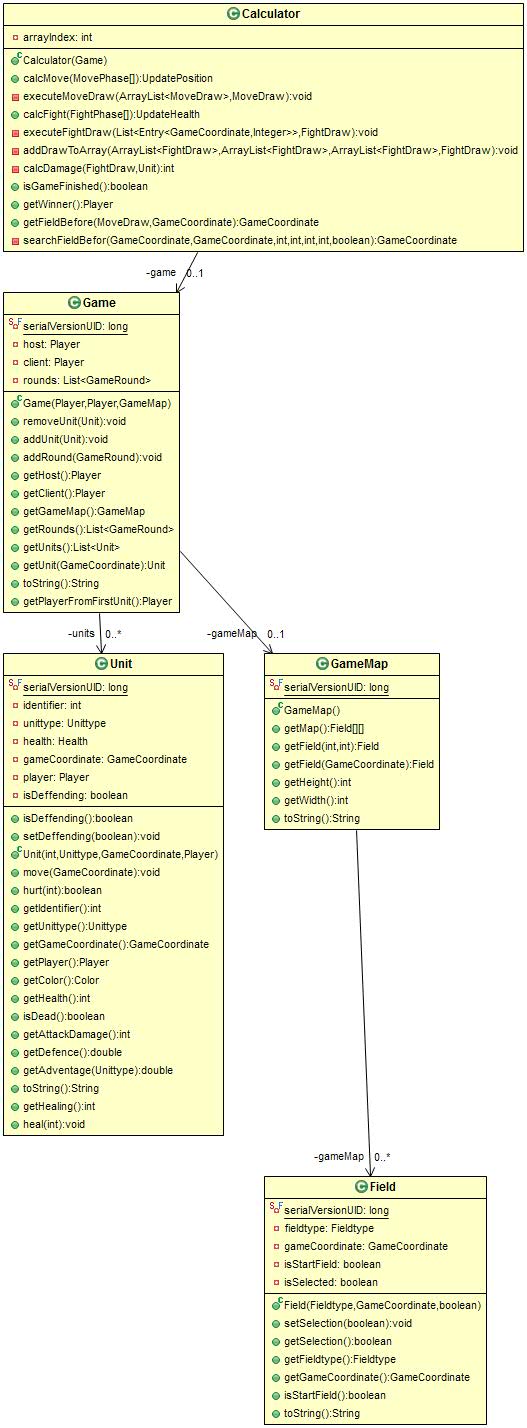 Calculator
arrayIndex: int
Calculator(Game)
calcMove(MovePhase[]):UpdatePosition
executeMoveDraw(ArrayList<MoveDraw>,MoveDraw):void
calcFight(FightPhase[]):UpdateHealth
executeFightDraw(List<Entry<GameCoordinate,Integer>>,FightDraw):void
addDrawToArray(ArrayList<FightDraw>,ArrayList<FightDraw>,ArrayList<FightDraw>,FightDraw):void
calcDamage(FightDraw,Unit):int
isGameFinished():boolean
getWinner():Player
getFieldBefore(MoveDraw,GameCoordinate):GameCoordinate
searchFieldBefor(GameCoordinate,GameCoordinate,int,int,int,int,boolean):GameCoordinate
-game 0..1
Game
serialVersionUID: long
host: Player
client: Player
rounds: List<GameRound>
Game(Player,Player,GameMap)
removeUnit(Unit):void
addUnit(Unit):void
addRound(GameRound):void
getHost():Player
getClient():Player
getGameMap():GameMap
getRounds():List<GameRound>
getUnits():List<Unit>
getUnit(GameCoordinate):Unit
toString():String
getPlayerFromFirstUnit():Player
-units 0..*
-gameMap 0..1
Unit
serialVersionUID: long
identifier: int
unittype: Unittype
health: Health
gameCoordinate: GameCoordinate
player: Player
isDeffending: boolean
isDeffending():boolean
setDeffending(boolean):void
Unit(int,Unittype,GameCoordinate,Player)
move(GameCoordinate):void
hurt(int):boolean
getIdentifier():int
getUnittype():Unittype
getGameCoordinate():GameCoordinate
getPlayer():Player
getColor():Color
getHealth():int
isDead():boolean
getAttackDamage():int
getDefence():double
getAdventage(Unittype):double
toString():String
getHealing():int
heal(int):void
GameMap
serialVersionUID: long
GameMap()
getMap():Field[][]
getField(int,int):Field
getField(GameCoordinate):Field
getHeight():int
getWidth():int
toString():String
-gameMap 0..*
Field
serialVersionUID: long
fieldtype: Fieldtype
gameCoordinate: GameCoordinate
isStartField: boolean
isSelected: boolean
Field(Fieldtype,GameCoordinate,boolean)
setSelection(boolean):void
getSelection():boolean
getFieldtype():Fieldtype
getGameCoordinate():GameCoordinate
isStartField():boolean
toString():String